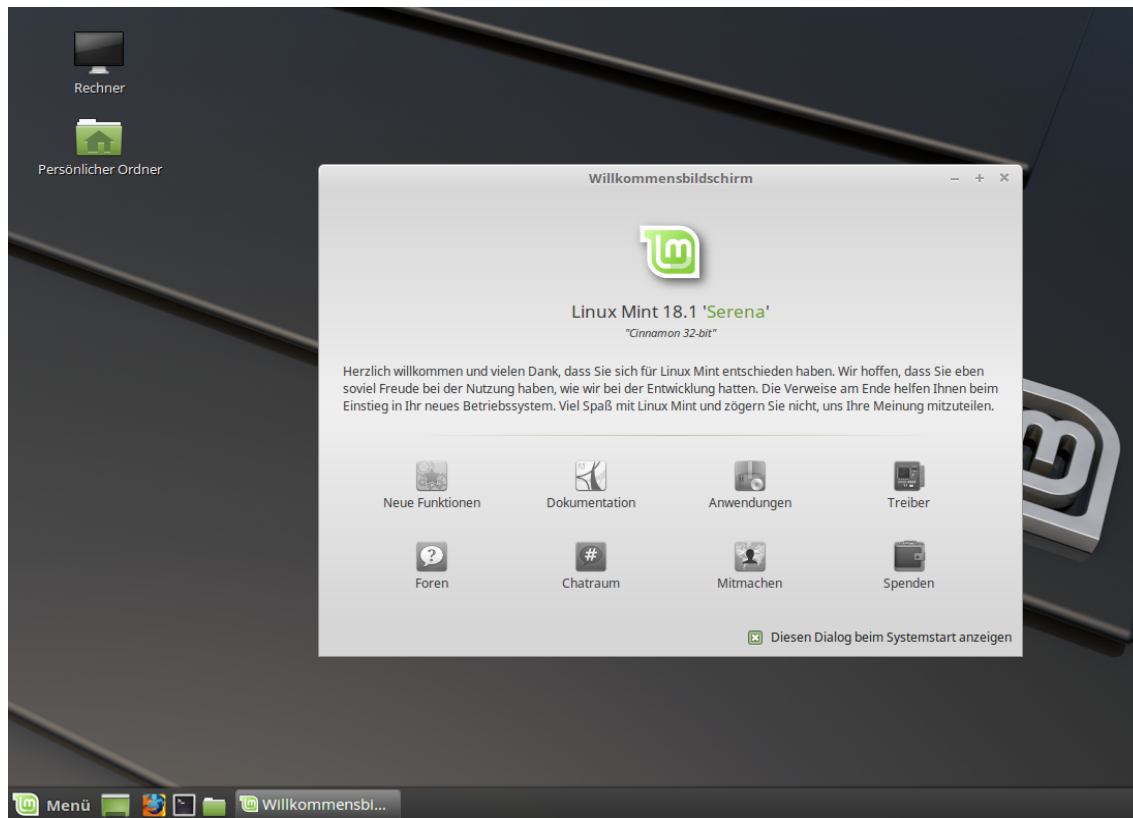 Rechner
Persönlicher Ordner
Willkommensbildschirm
Linux Mint 18.1 'Serena'
"Cinnamon 32-bit"
Herzlich willkommen und vielen Dank, dass Sie sich für Linux Mint entschieden haben. Wir hoffen, dass Sie eben
soviel Freude bei der Nutzung haben, wie wir bei der Entwicklung hatten. Die Verweise am Ende helfen Ihnen beim
Einstieg in Ihr neues Betriebssystem. Viel Spaß mit Linux Mint und zögern Sie nicht, uns Ihre Meinung mitzuteilen.
Neue Funktionen Dokumentation Anwendungen Treiber
Foren Chatraum Mitmachen Spenden
Diesen Dialog beim Systemstart anzeigen
Menü Willkommensbl...